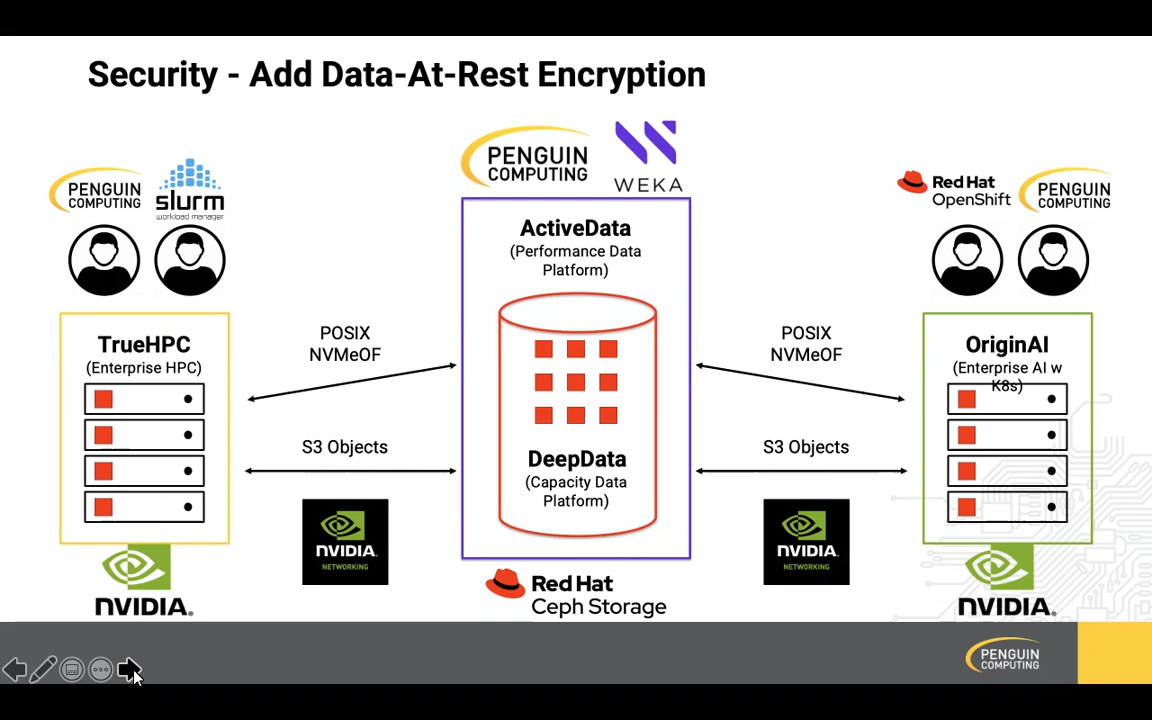 Security - Add Data-At-Rest Encryption
PENGUIN
COMPUTING
WEKA
PENGUIN
COMPUTING
slurm
workload manager
Red Hat
OpenShift
PENGUIN
COMPUTING
ActiveData
(Performance Data
Platform)
TrueHPC
(Enterprise HPC)
POSIX
NVMeOF
POSIX
NVMeOF
OriginAI
(Enterprise AI w
K8s)
S3 Objects
DeepData
(Capacity Data
Platform)
S3 Objects
NVIDIA.
NETWORKING
NVIDIA.
NETWORKING
NVIDIA®
Red Hat
Ceph Storage
NVIDIA®
PENGUIN
COMPUTING